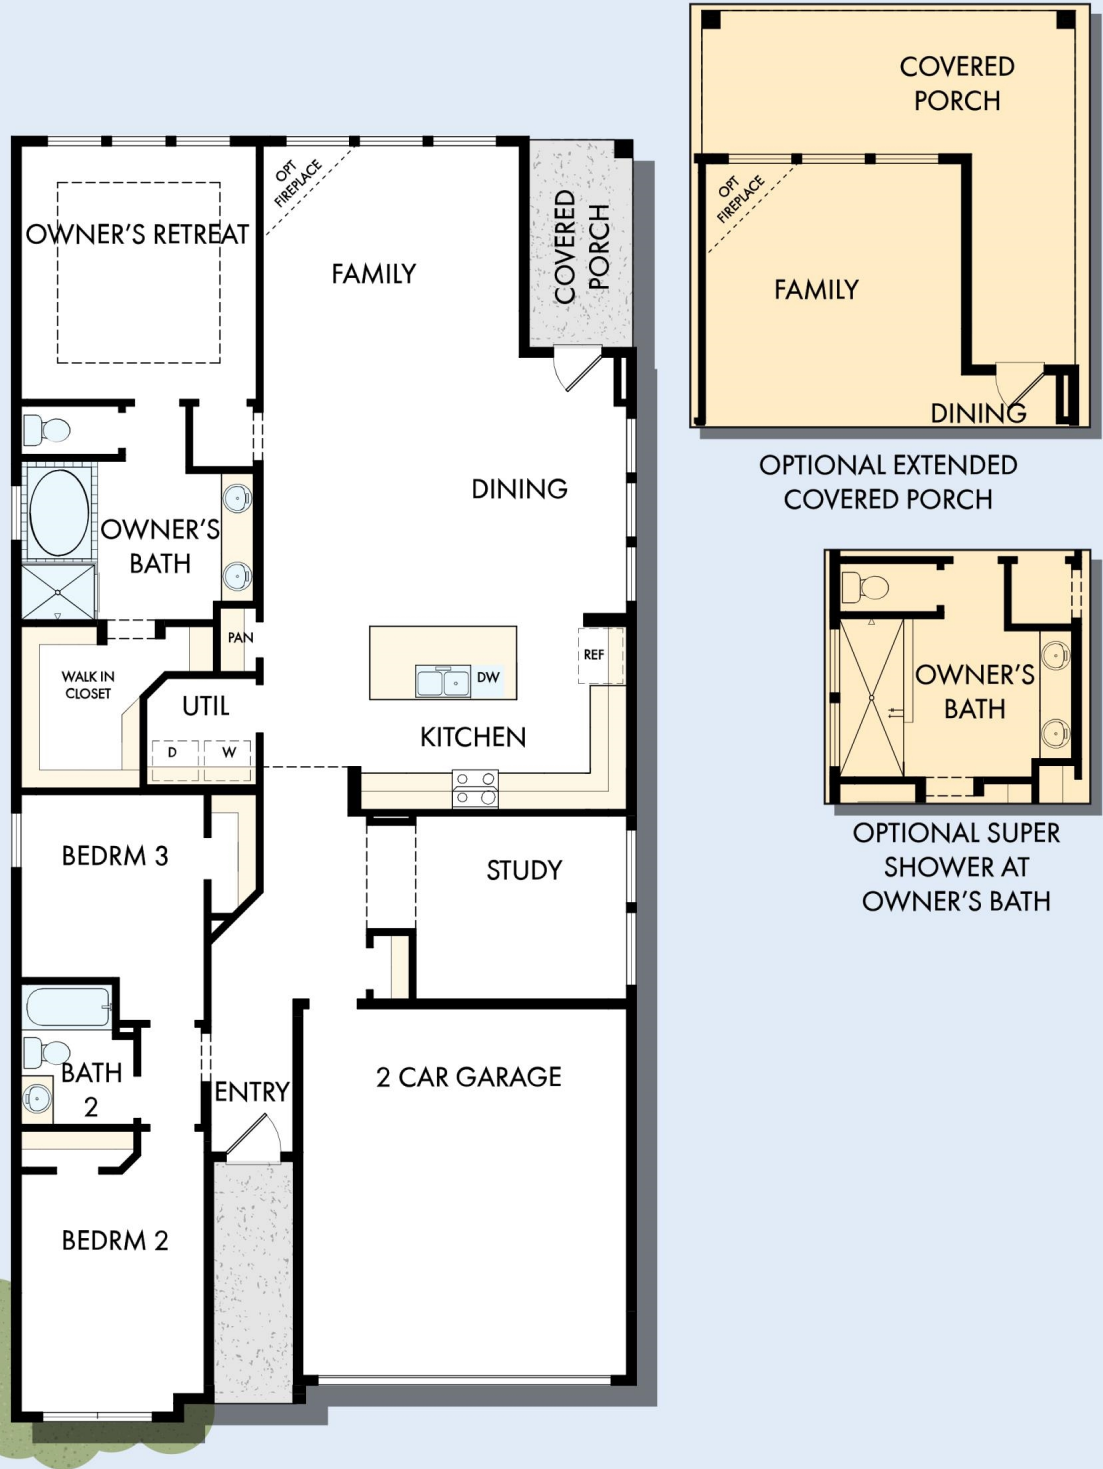 COVERED
PORCH
OPT
FIREPLACE
FAMILY
DINING
OPTIONAL EXTENDED
COVERED PORCH
OWNER'S RETREAT
OPT
FIREPLACE
FAMILY
COVERED
PORCH
DINING
OWNER'S
BATH
PAN
WALK IN
CLOSET
UTIL
D
W
REF
DW
KITCHEN
OWNER'S
BATH
OPTIONAL SUPER
SHOWER AT
OWNER'S BATH
BEDRM 3
STUDY
BATH
2
ENTRY
2 CAR GARAGE
BEDRM 2